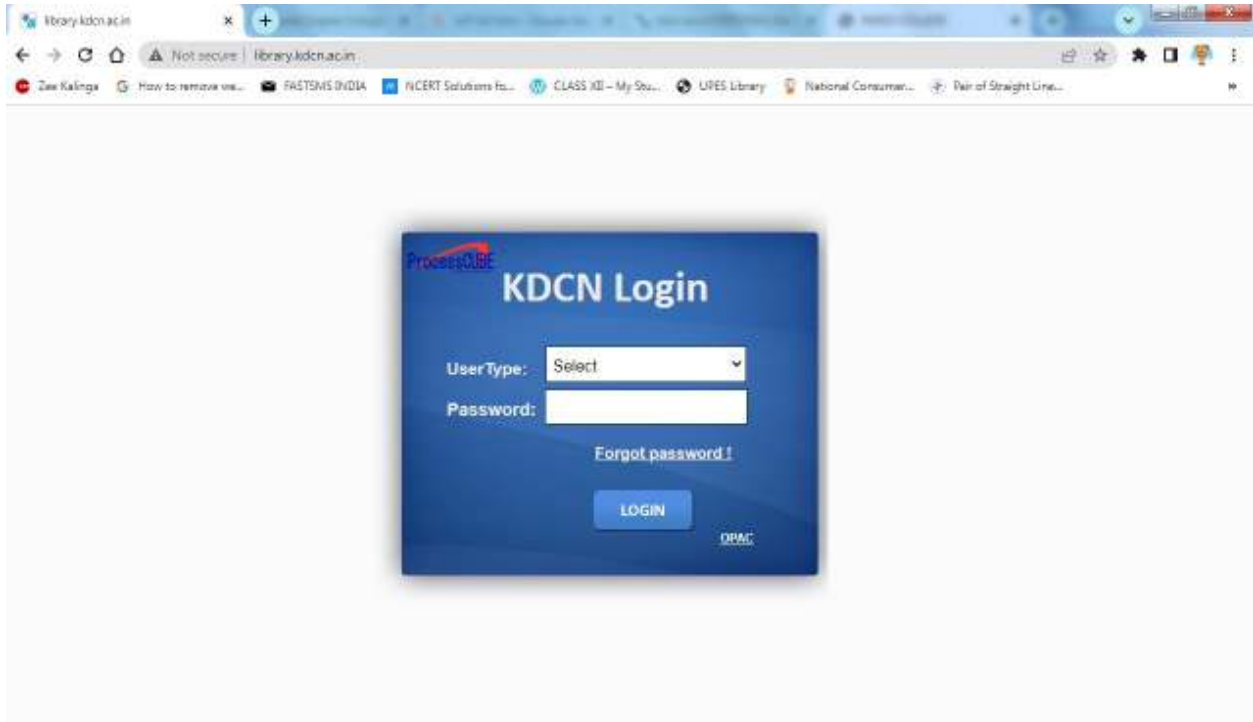 library.kdcn.ac.in
Not secure | library.kdcn.ac.in
Zee Kalinga How to remove we... FASTSMS INDIA NCERT Solutions fo... CLASS XII – My Stu... UPES Library National Consumer... Pair of Straight Line...
ProcessCUBE
KDCN Login
UserType: Select
Password:
Forgot password !
LOGIN
OPAC